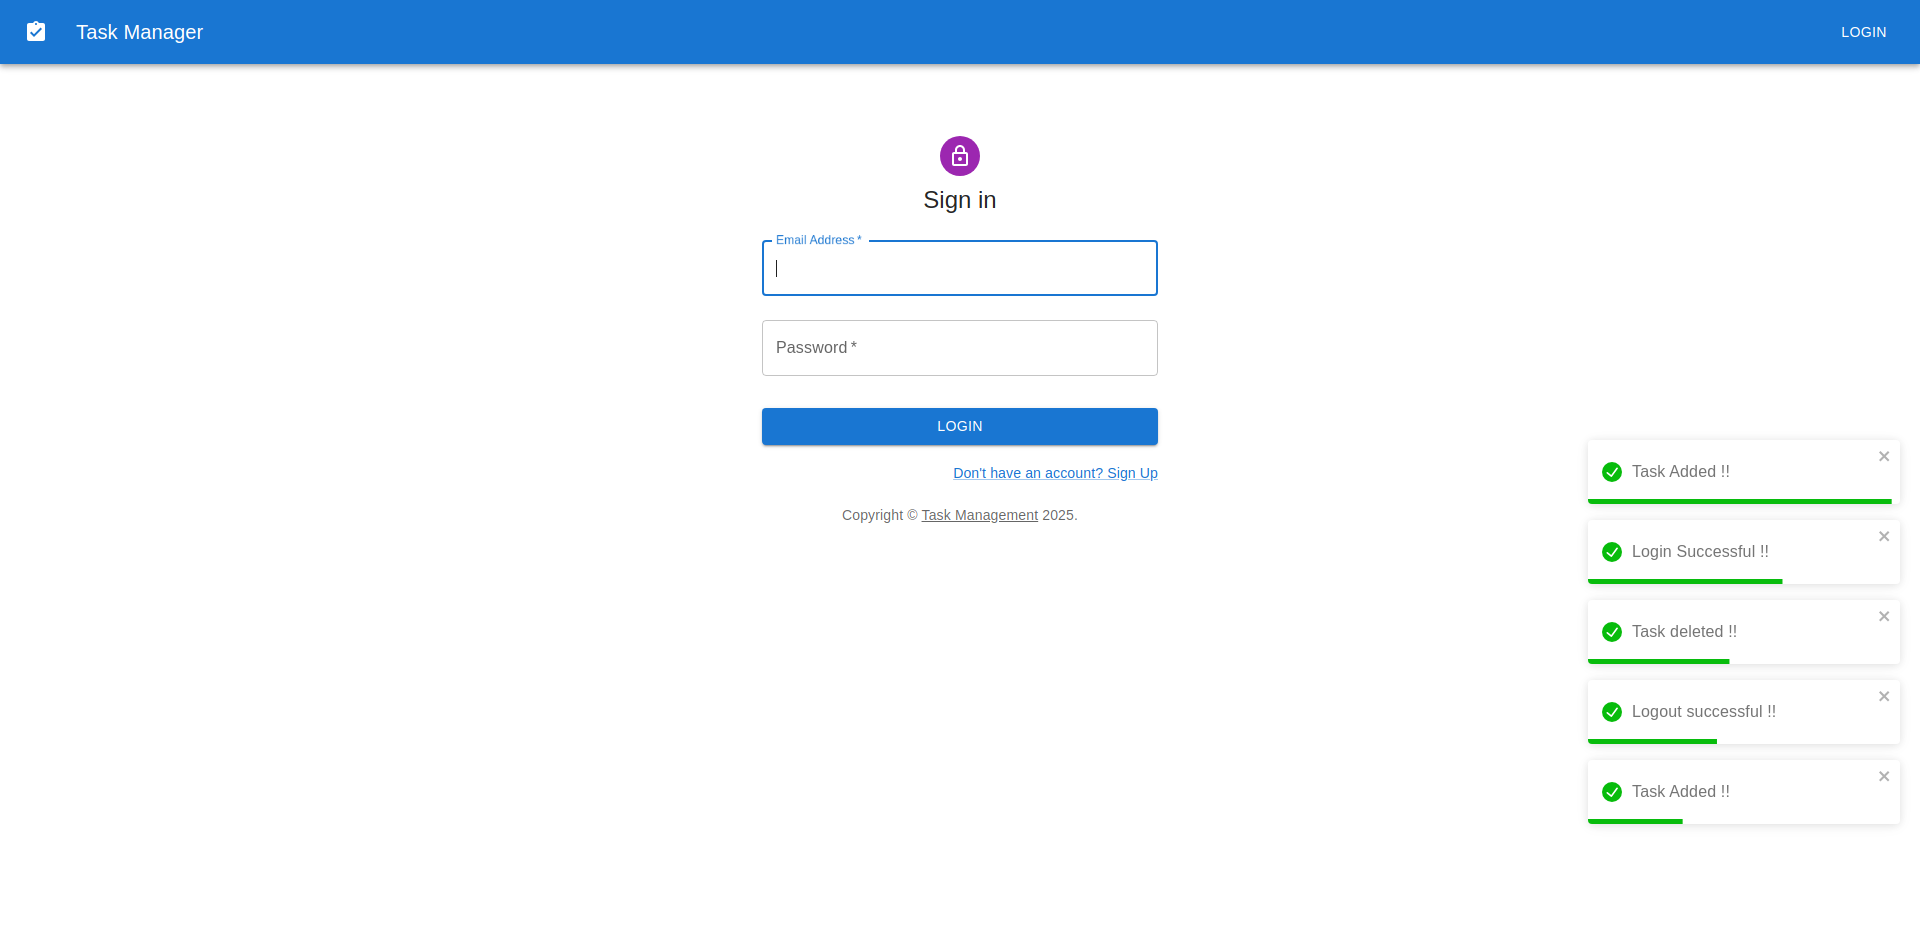 Task Manager
LOGIN
Sign in
Email Address *
Password *
LOGIN
Don't have an account? Sign Up
Copyright © Task Management 2025.
Task Added !!
Login Successful !!
Task deleted !!
Logout successful !!
Task Added !!